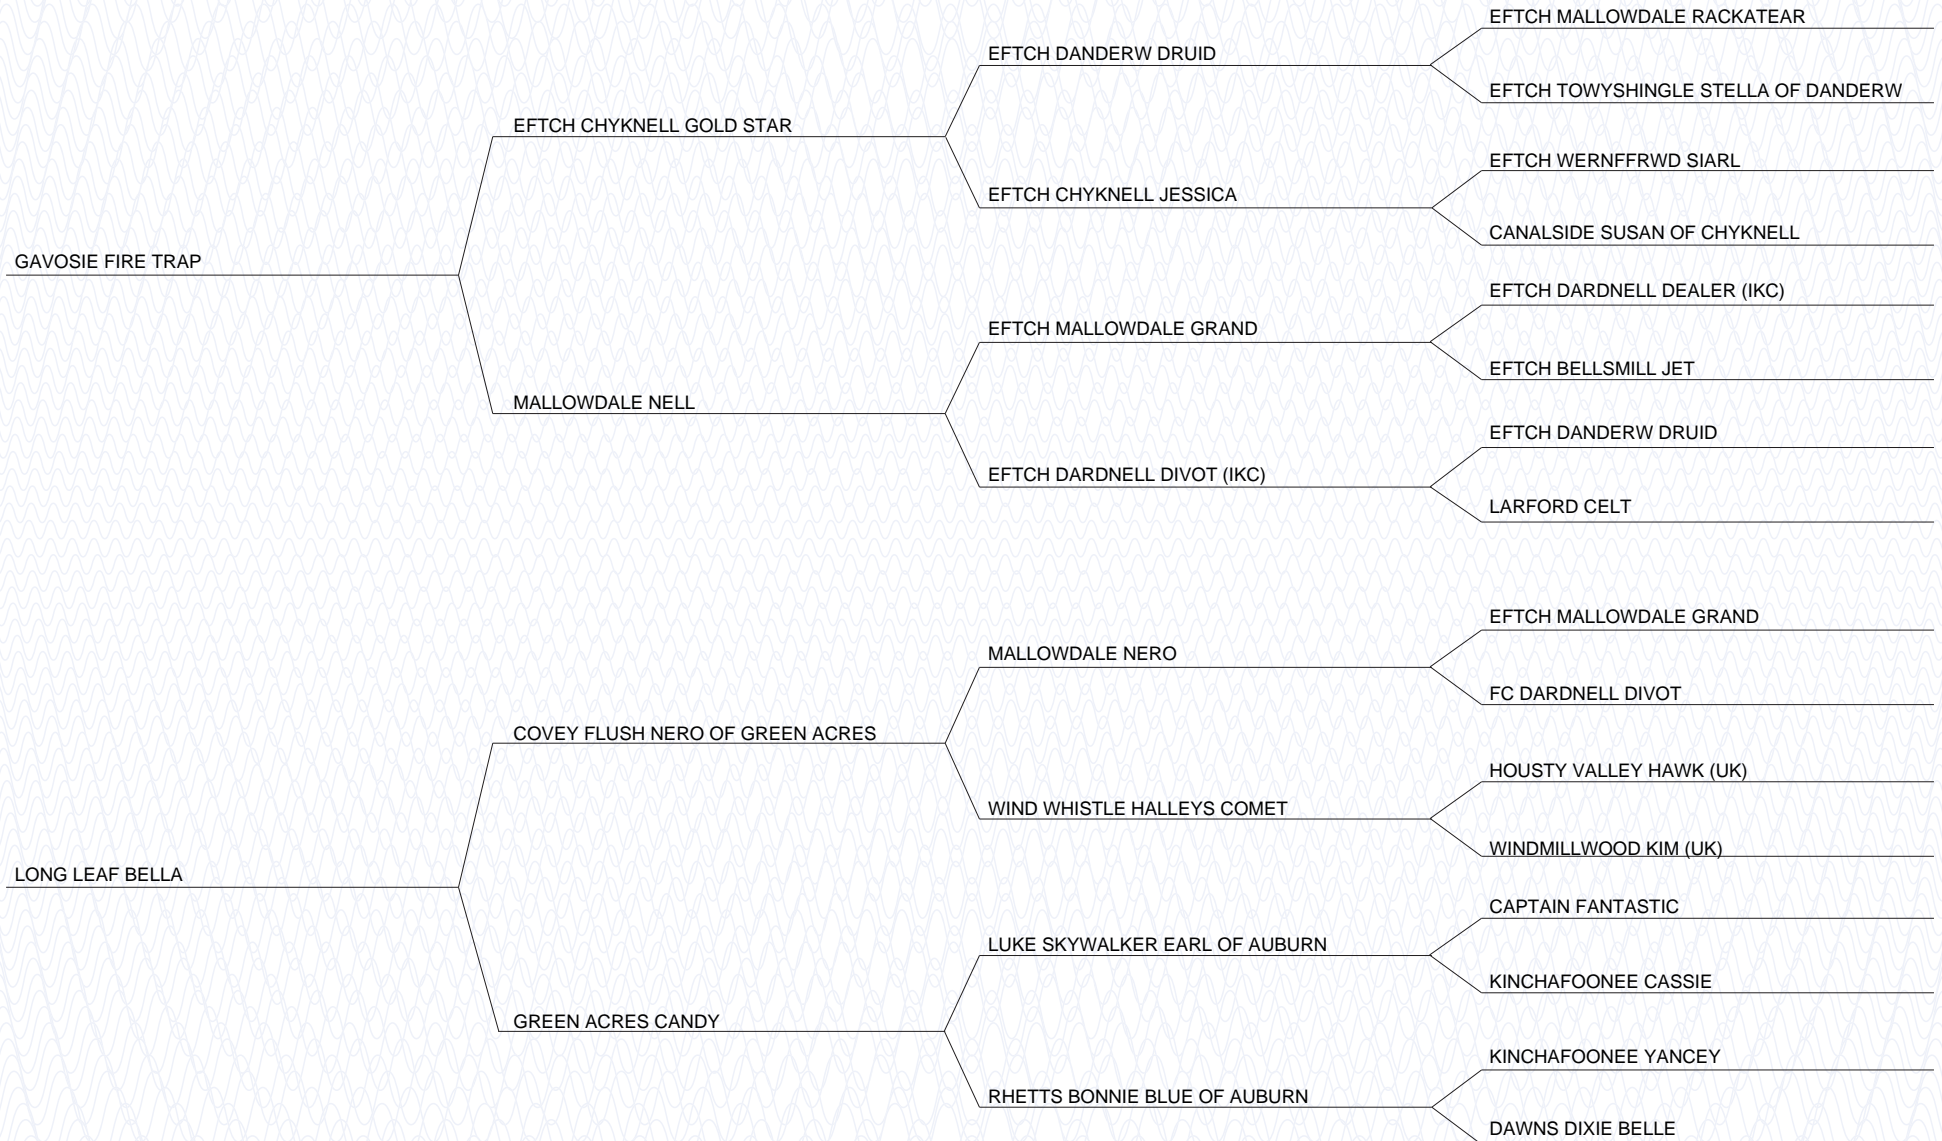 EFTCH MALLOWDALE RACKATEAR
EFTCH DANDERW DRUID
EFTCH TOWYSHINGLE STELLA OF DANDERW
EFTCH CHYKNELL GOLD STAR
EFTCH WERNFFRWD SIARL
EFTCH CHYKNELL JESSICA
CANALSIDE SUSAN OF CHYKNELL
GAVOSIE FIRE TRAP
EFTCH DARDNELL DEALER (IKC)
EFTCH MALLOWDALE GRAND
EFTCH BELLSMILL JET
MALLOWDALE NELL
EFTCH DANDERW DRUID
EFTCH DARDNELL DIVOT (IKC)
LARFORD CELT
EFTCH MALLOWDALE GRAND
MALLOWDALE NERO
FC DARDNELL DIVOT
COVEY FLUSH NERO OF GREEN ACRES
HOUSTY VALLEY HAWK (UK)
WIND WHISTLE HALLEYS COMET
WINDMILLWOOD KIM (UK)
LONG LEAF BELLA
CAPTAIN FANTASTIC
LUKE SKYWALKER EARL OF AUBURN
KINCHAFOONEE CASSIE
GREEN ACRES CANDY
KINCHAFOONEE YANCEY
RHETTS BONNIE BLUE OF AUBURN
DAWNS DIXIE BELLE